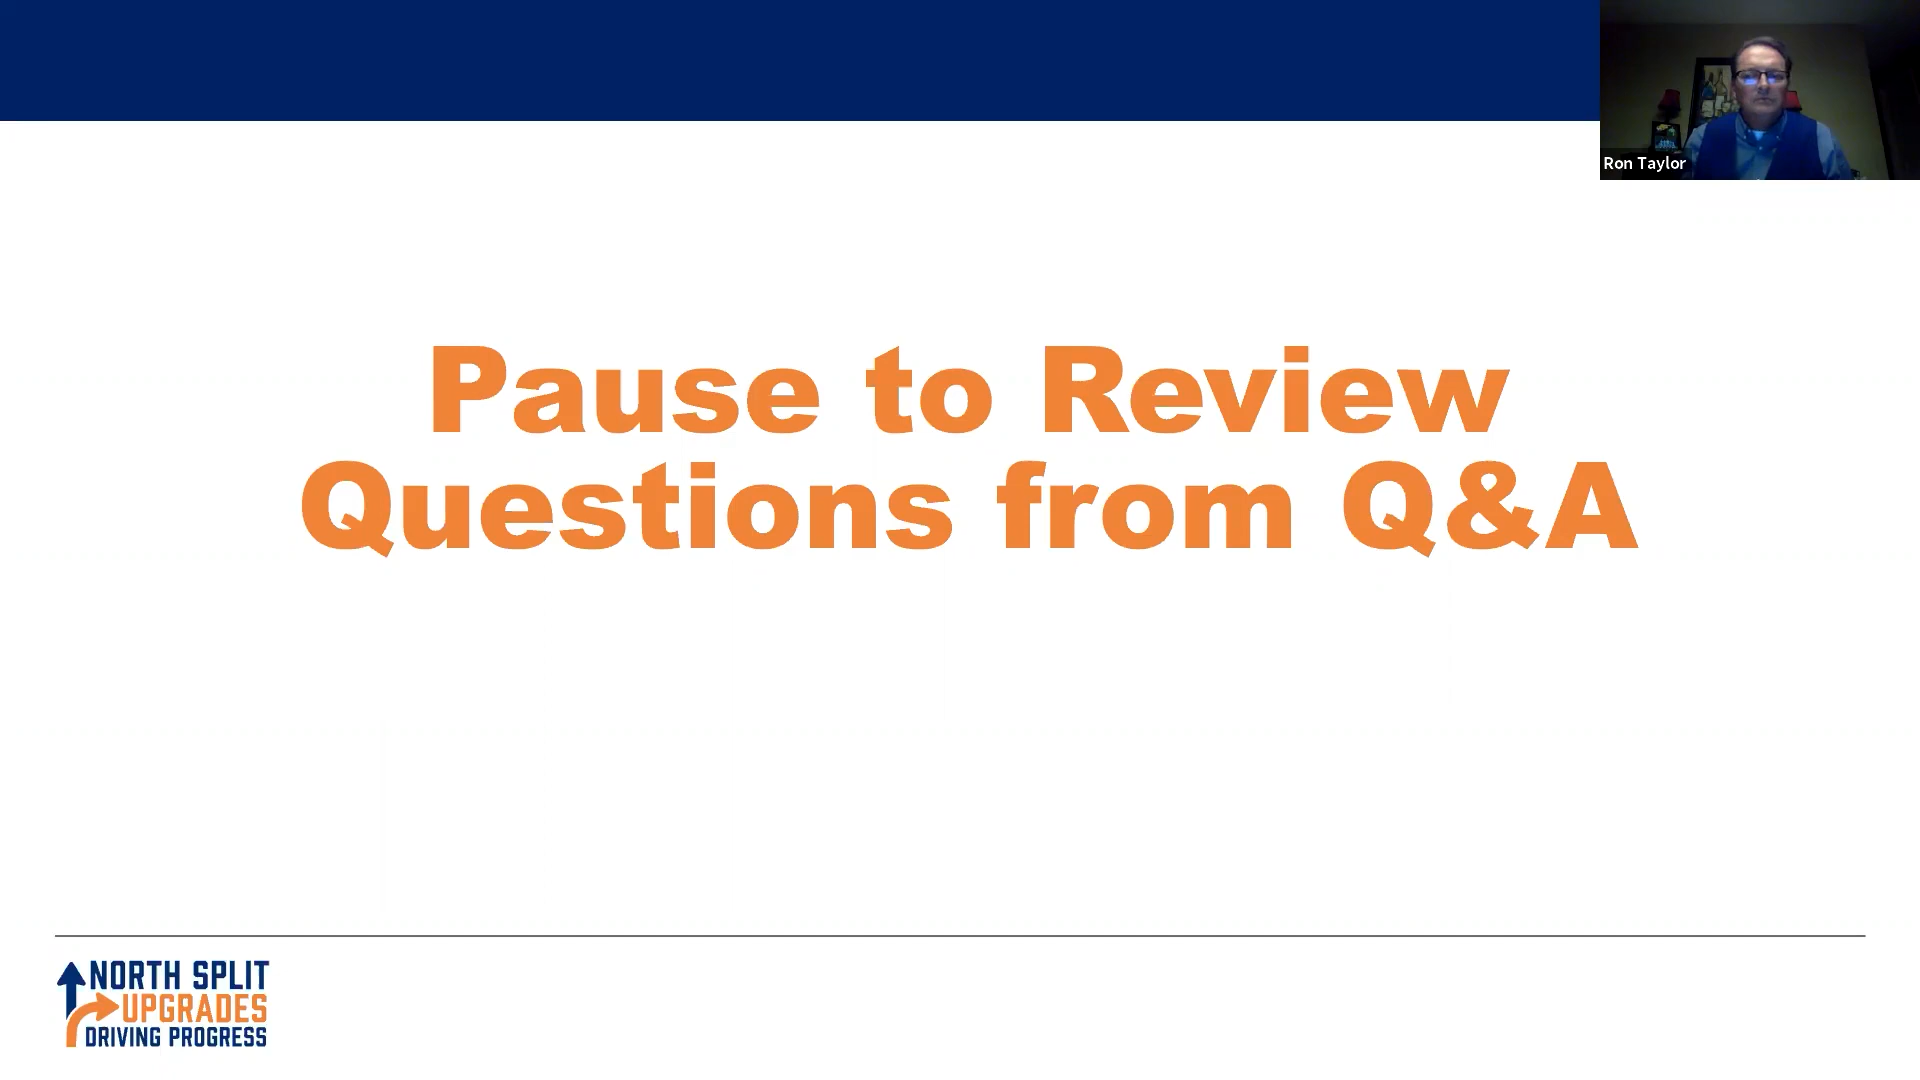 Ron Taylor
Pause to Review
Questions from Q&A
NORTH SPLIT
UPGRADES
DRIVING PROGRESS